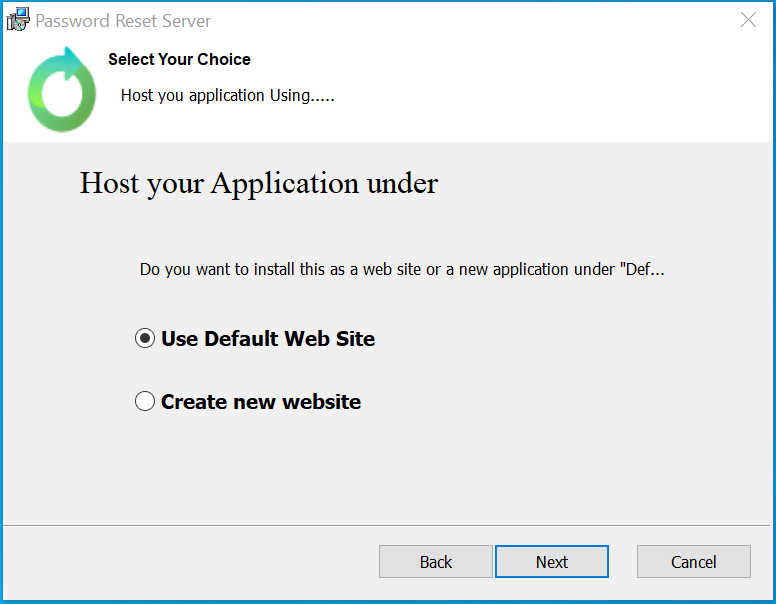 Password Reset Server
Select Your Choice
Host you application Using.....
Host your Application under
Do you want to install this as a web site or a new application under "Def...
Use Default Web Site
Create new website
Back
Next
Cancel